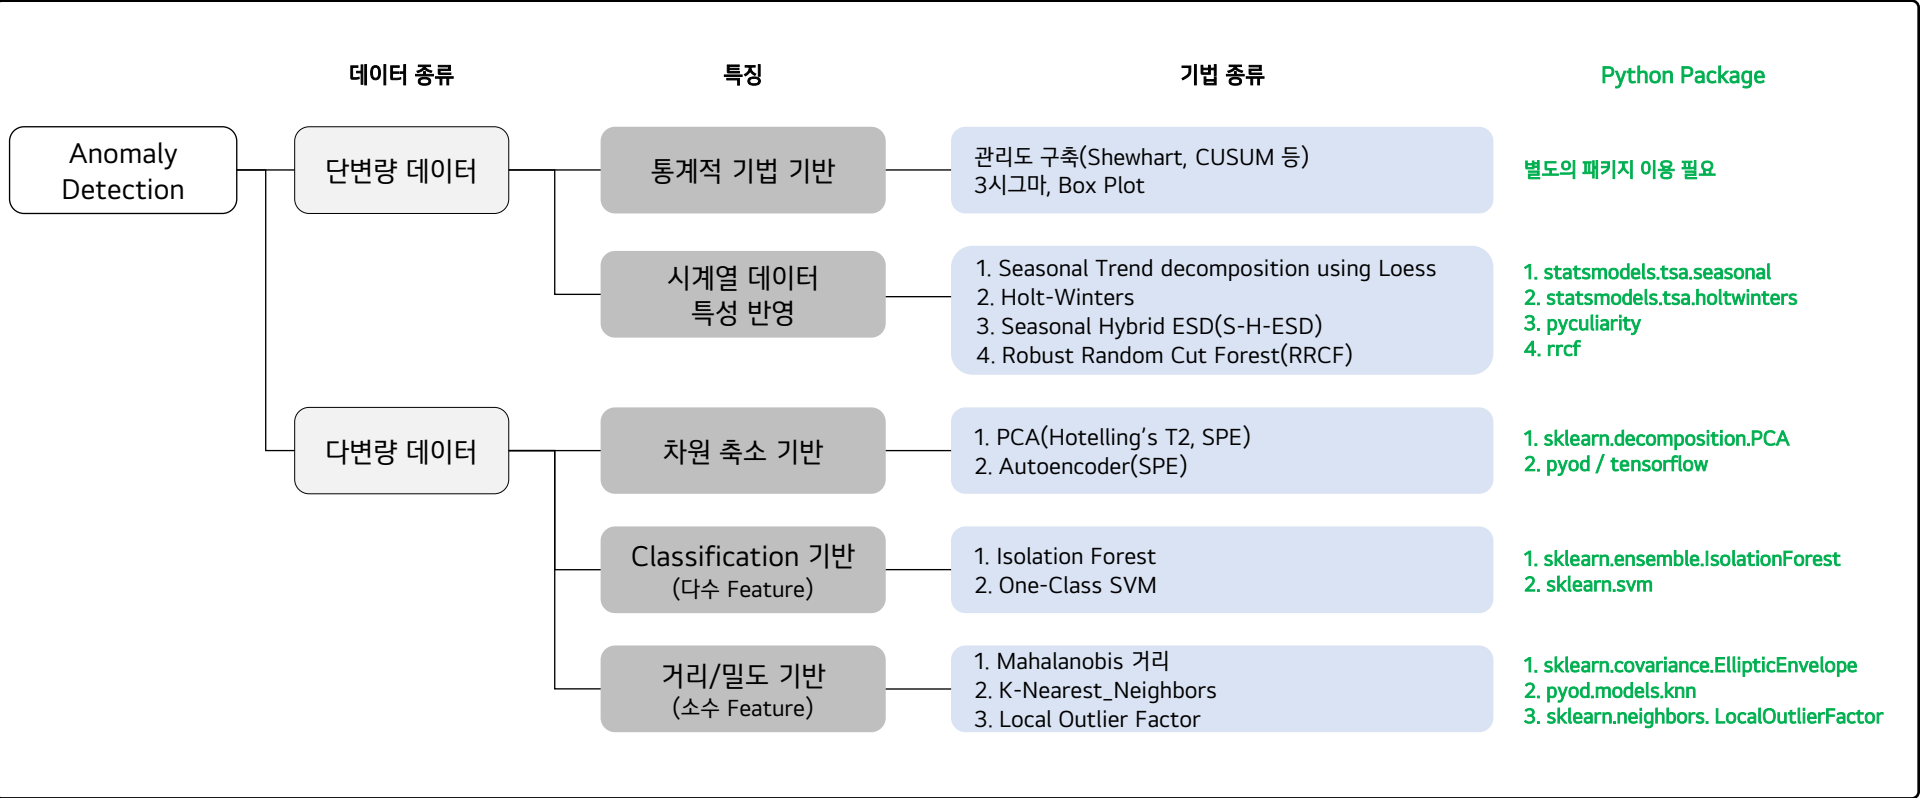 데이터 종류
특징
기법 종류
Python Package
Anomaly
Detection
단변량 데이터
통계적 기법 기반
관리도 구축(Shewhart, CUSUM 등)
3시그마, Box Plot
별도의 패키지 이용 필요
시계열 데이터
특성 반영
1. Seasonal Trend decomposition using Loess
2. Holt-Winters
3. Seasonal Hybrid ESD(S-H-ESD)
4. Robust Random Cut Forest(RRCF)
1. statsmodels.tsa.seasonal
2. statsmodels.tsa.holtwinters
3. pyculiarity
4. rrcf
다변량 데이터
차원 축소 기반
1. PCA(Hotelling's T2, SPE)
2. Autoencoder(SPE)
1. sklearn.decomposition.PCA
2. pyod / tensorflow
Classification 기반
(다수 Feature)
1. Isolation Forest
2. One-Class SVM
1. sklearn.ensemble.IsolationForest
2. sklearn.svm
거리/밀도 기반
(소수 Feature)
1. Mahalanobis 거리
2. K-Nearest_Neighbors
3. Local Outlier Factor
1. sklearn.covariance.EllipticEnvelope
2. pyod.models.knn
3. sklearn.neighbors. LocalOutlierFactor